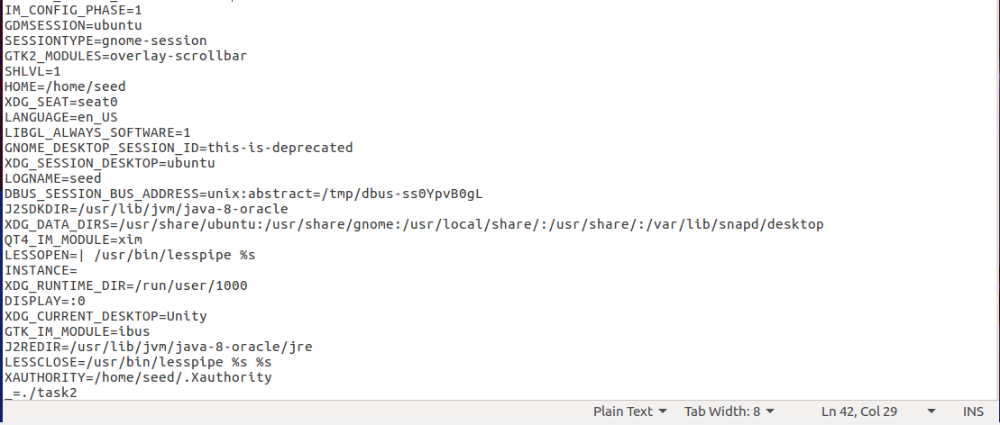 IM_CONFIG_PHASE=1
GDMSESSION=ubuntu
SESSIONTYPE=gnome-session
GTK2_MODULES=overlay-scrollbar
SHLVL=1
HOME=/home/seed
XDG_SEAT=seat0
LANGUAGE=en_US
LIBGL_ALWAYS_SOFTWARE=1
GNOME_DESKTOP_SESSION_ID=this-is-deprecated
XDG_SESSION_DESKTOP=ubuntu
LOGNAME=seed
DBUS_SESSION_BUS_ADDRESS=unix:abstract=/tmp/dbus-ss0YpvB0gL
J2SDKDIR=/usr/lib/jvm/java-8-oracle
XDG_DATA_DIRS=/usr/share/ubuntu:/usr/share/gnome:/usr/local/share/:/usr/share/:/var/lib/snapd/desktop
QT4_IM_MODULE=xim
LESSOPEN=| /usr/bin/lesspipe %s
INSTANCE=
XDG_RUNTIME_DIR=/run/user/1000
DISPLAY=:0
XDG_CURRENT_DESKTOP=Unity
GTK_IM_MODULE=ibus
J2REDIR=/usr/lib/jvm/java-8-oracle/jre
LESSCLOSE=/usr/bin/lesspipe %s %s
XAUTHORITY=/home/seed/.Xauthority
_=./task2
Plain Text Tab Width: 8 Ln 42, Col 29 INS